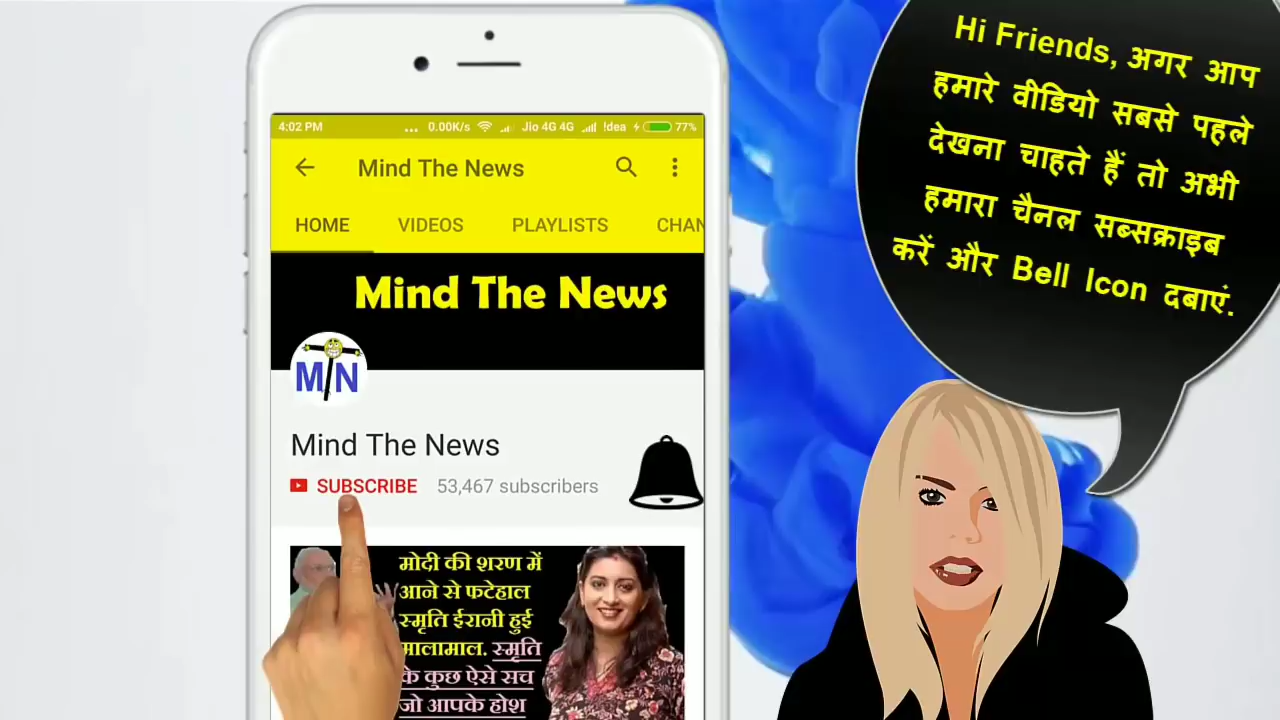 4:02 PM ... 0.00K/s Jio 4G 4G !dea 77%
Mind The News
HOME VIDEOS PLAYLISTS CHAN
Mind The News
M N
Mind The News
SUBSCRIBE 53,467 subscribers
मोदी की शरण में
आने से फटेहाल
स्मृति ईरानी हुई
मालामाल. स्मृति
के कुछ ऐसे सच
जो आपके होश
Hi Friends, अगर आप
हमारे वीडियो सबसे पहले
देखना चाहते हैं तो अभी
हमारा चैनल सब्सक्राइब
करें और Bell Icon दबाएं.